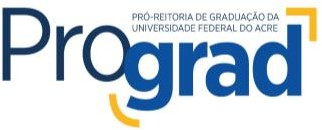 PRÓ-REITORIA DE GRADUAÇÃO DA
UNIVERSIDADE FEDERAL DO ACRE
Prograd